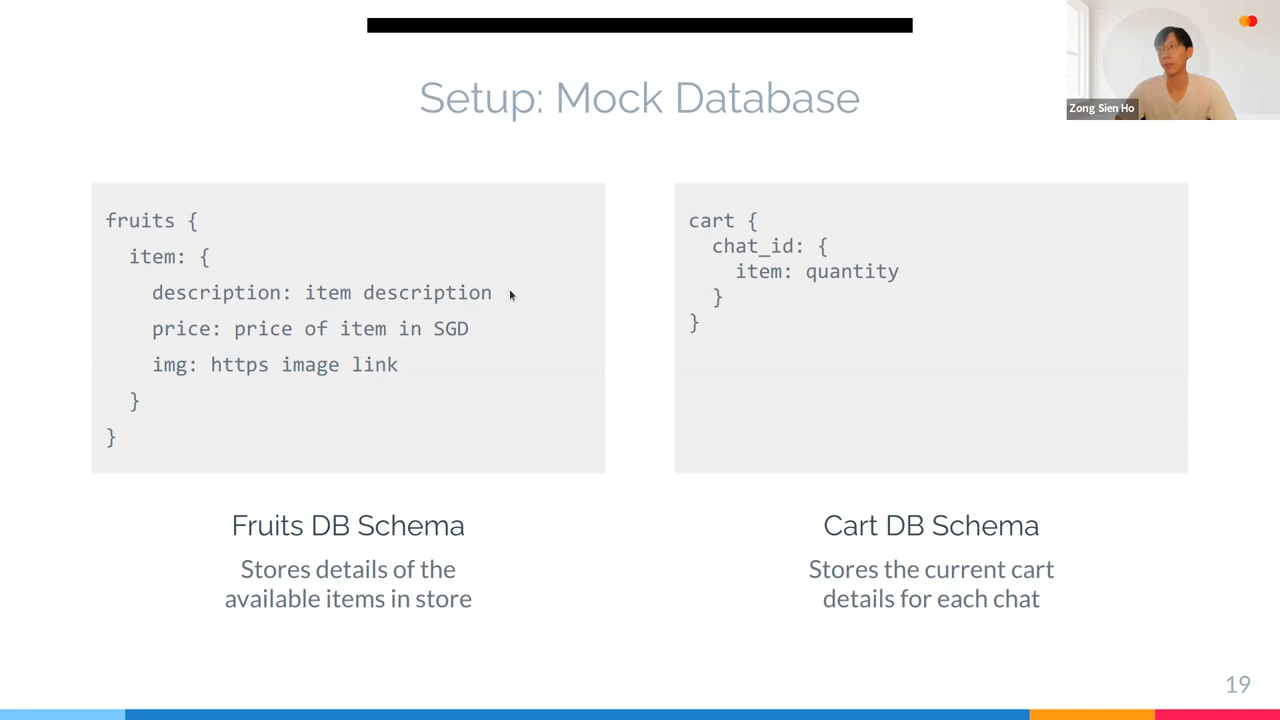 Setup: Mock Database
Zong Sien Ho
fruits {
item: {
description: item description
price: price of item in SGD
img: https image link
}
}
cart {
chat_id: {
item: quantity
}
}
Fruits DB Schema
Stores details of the
available items in store
Cart DB Schema
Stores the current cart
details for each chat
19